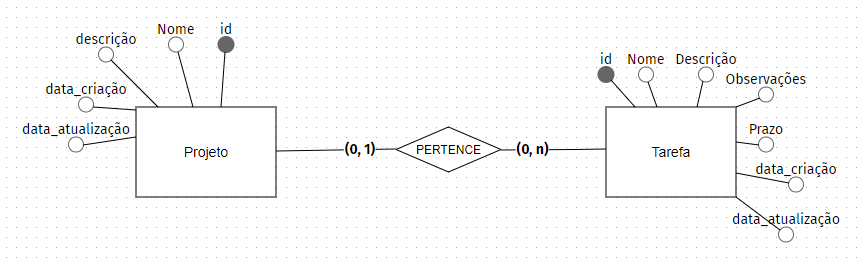 Nome
id
descrição
data_criação
data_atualização
Projeto
(0, 1)
PERTENCE
(0, n)
id
Nome
Descrição
Observações
Prazo
data_criação
data_atualização
Tarefa